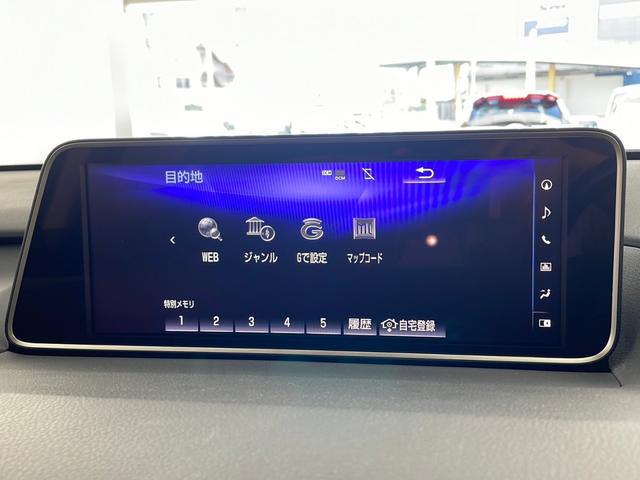 目的地
DCM
WEB ジャンル Gで設定 マップコード
特別メモリ
1 2 3 4 5 履歴 自宅登録